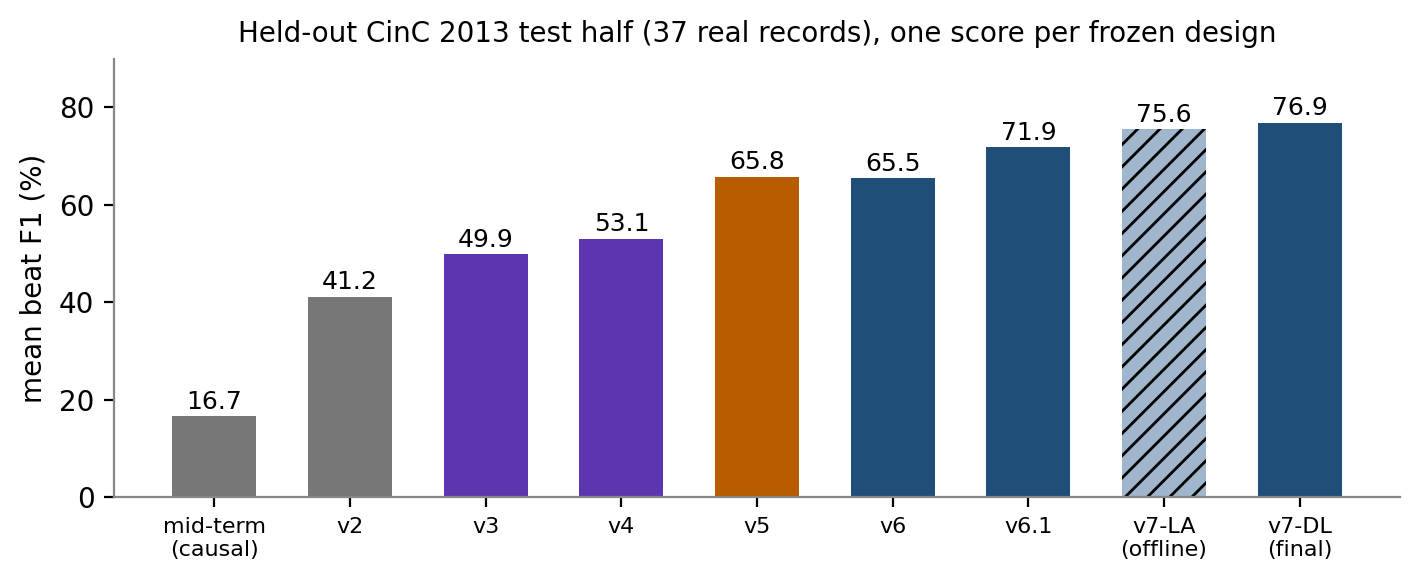 Held-out CinC 2013 test half (37 real records), one score per frozen design
mean beat F1 (%)
80
60
40
20
0
16.7
41.2
49.9
53.1
65.8
65.5
71.9
75.6
76.9
mid-term
(causal)
v2
v3
v4
v5
v6
v6.1
v7-LA
(offline)
v7-DL
(final)